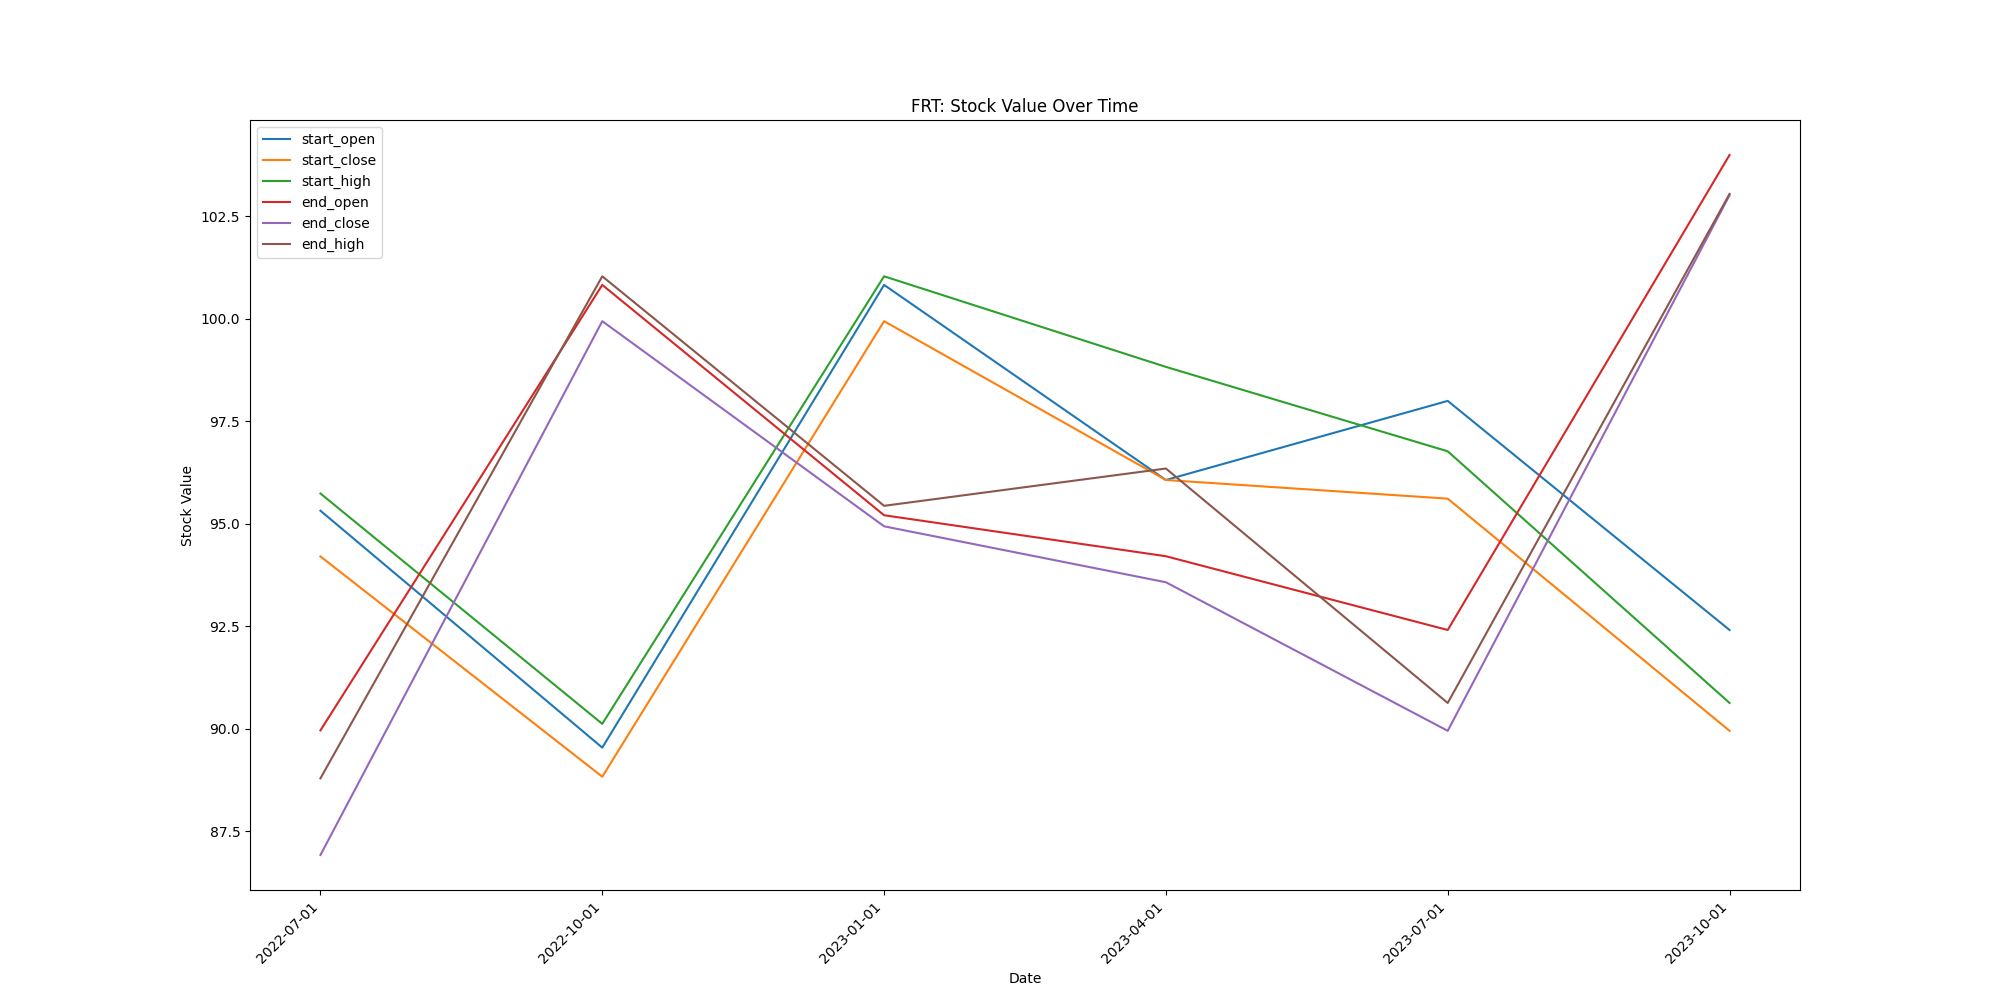 FRT: Stock Value Over Time
start_open
start_close
start_high
end_open
end_close
end_high
102.5
100.0
97.5
95.0
92.5
90.0
87.5
Stock Value
2022-07-01
2022-10-01
2023-01-01
2023-04-01
2023-07-01
2023-10-01
Date